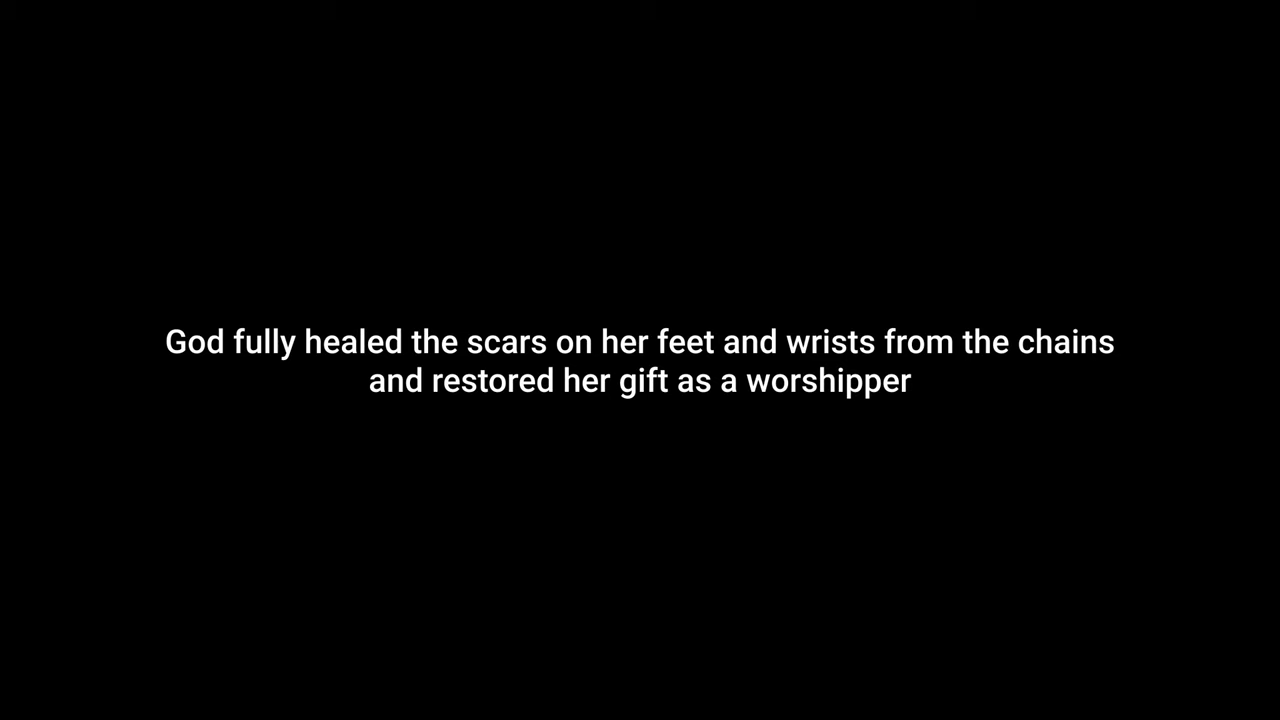 God fully healed the scars on her feet and wrists from the chains
and restored her gift as a worshipper